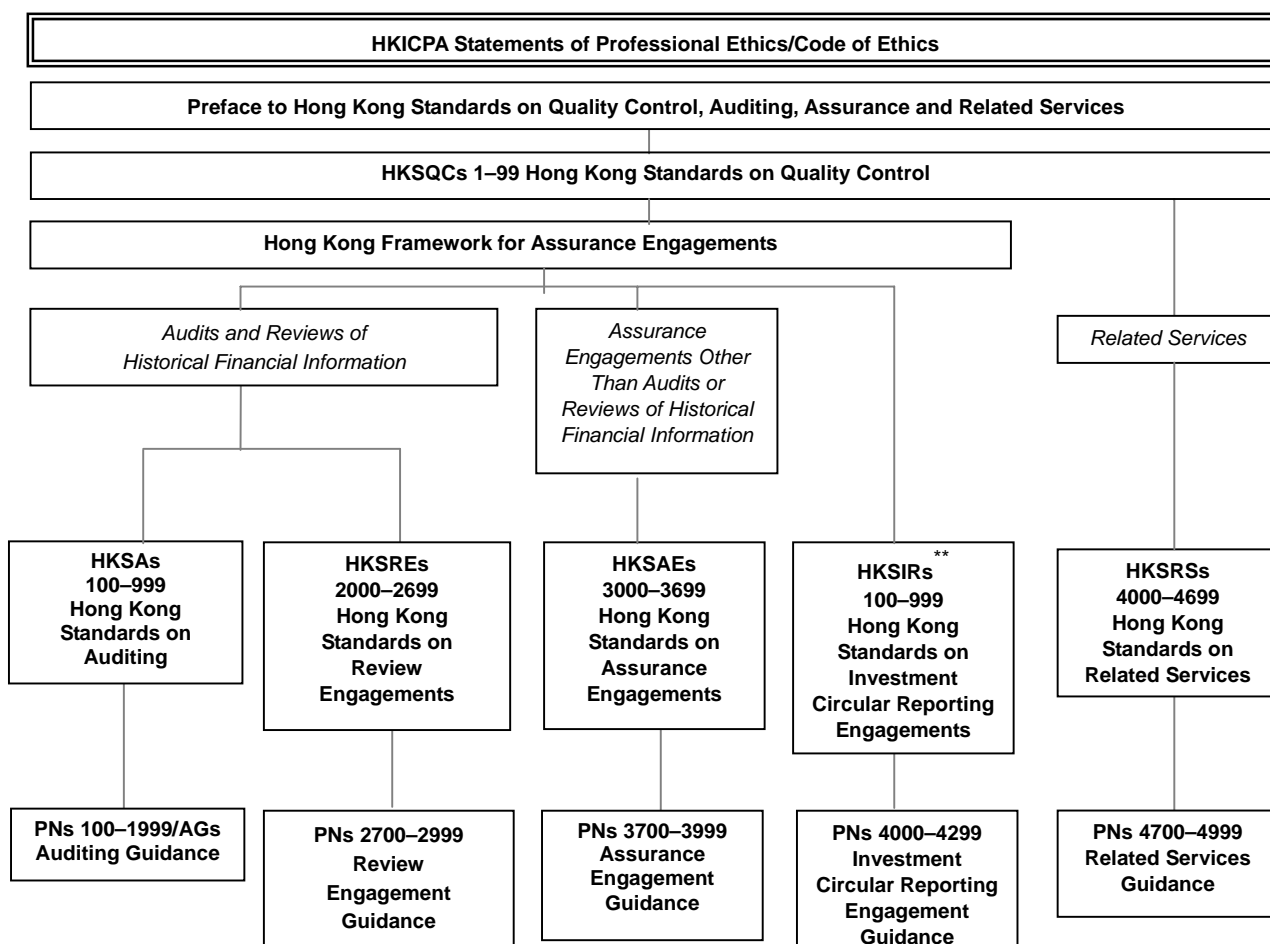 HKICPA Statements of Professional Ethics/Code of Ethics
Preface to Hong Kong Standards on Quality Control, Auditing, Assurance and Related Services
HKSQCs 1–99 Hong Kong Standards on Quality Control
Hong Kong Framework for Assurance Engagements
Audits and Reviews of
Historical Financial Information
Assurance
Engagements Other
Than Audits or
Reviews of Historical
Financial Information
Related Services
HKSAs
100–999
Hong Kong
Standards on
Auditing
HKSREs
2000–2699
Hong Kong
Standards on
Review
Engagements
HKSAEs
3000–3699
Hong Kong
Standards on
Assurance
Engagements
HKSIRs**
100–999
Hong Kong
Standards on
Investment
Circular Reporting
Engagements
HKSRSs
4000–4699
Hong Kong
Standards on
Related Services
PNs 100–1999/AGs
Auditing Guidance
PNs 2700–2999
Review
Engagement
Guidance
PNs 3700–3999
Assurance
Engagement
Guidance
PNs 4000–4299
Investment
Circular Reporting
Engagement
Guidance
PNs 4700–4999
Related Services
Guidance